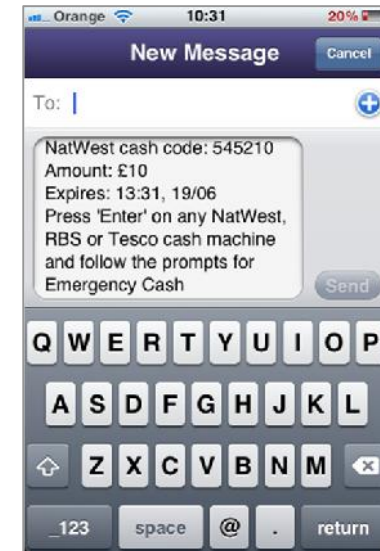 Orange 10:31 20%
New Message Cancel
To:
NatWest cash code: 545210
Amount: £10
Expires: 13:31, 19/06
Press 'Enter' on any NatWest,
RBS or Tesco cash machine
and follow the prompts for
Emergency Cash
Send
Q W E R T Y U I O P
A S D F G H J K L
Z X C V B N M
_123 space @ . return